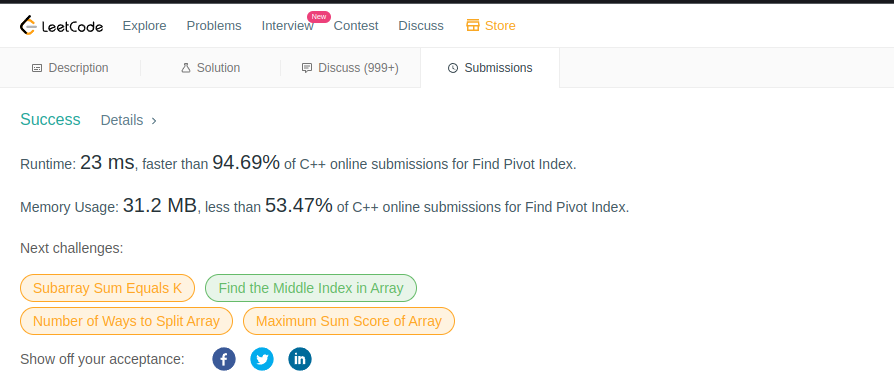 LeetCode Explore Problems Interview New Contest Discuss Store
Description Solution Discuss (999+) Submissions
Success Details >
Runtime: 23 ms, faster than 94.69% of C++ online submissions for Find Pivot Index.
Memory Usage: 31.2 MB, less than 53.47% of C++ online submissions for Find Pivot Index.
Next challenges:
Subarray Sum Equals K Find the Middle Index in Array
Number of Ways to Split Array Maximum Sum Score of Array
Show off your acceptance: